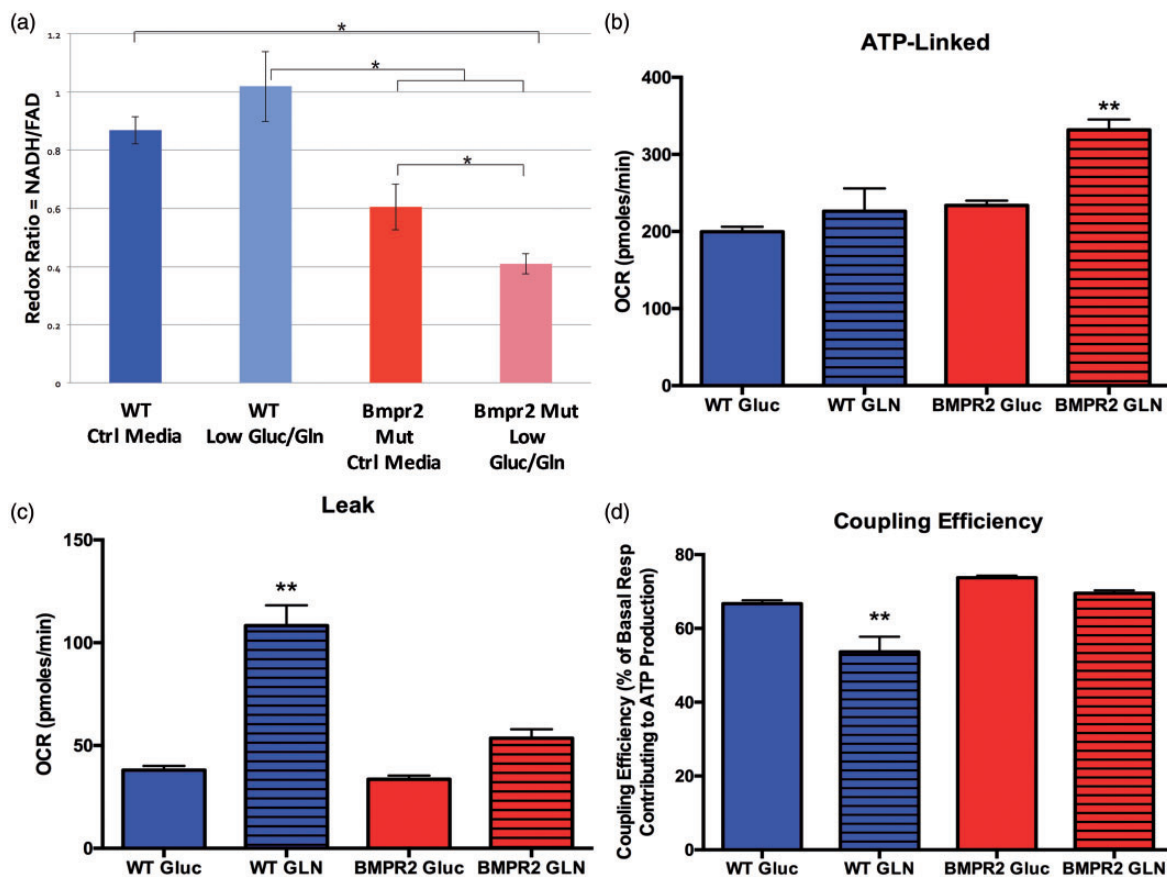 (a)
*
*
*
1.2
1
0.8
0.6
0.4
0.2
0
Redox Ratio = NADH/FAD
WT
Ctrl Media
WT
Low Gluc/Gln
Bmpr2
Mut
Ctrl Media
Bmpr2 Mut
Low
Gluc/Gln
(b)
ATP-Linked
**
400
300
200
100
0
OCR (pmoles/min)
WT Gluc
WT GLN
BMPR2 Gluc
BMPR2 GLN
(c)
Leak
**
150
100
50
0
OCR (pmoles/min)
WT Gluc
WT GLN
BMPR2 Gluc
BMPR2 GLN
(d)
Coupling Efficiency
**
80
60
40
20
0
Coupling Efficiency (% of Basal Resp
Contributing to ATP Production)
WT Gluc
WT GLN
BMPR2 Gluc
BMPR2 GLN